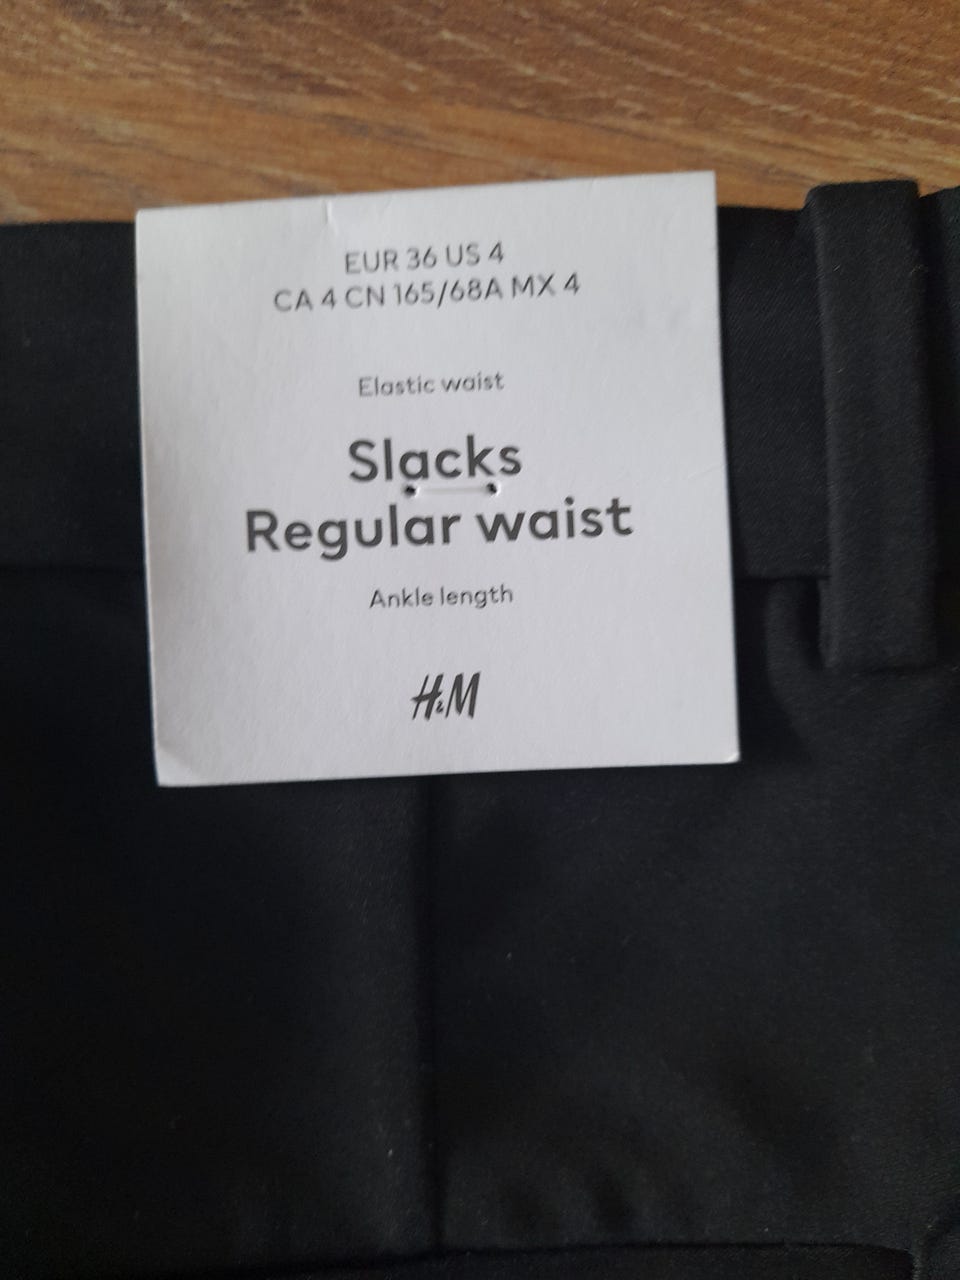 EUR 36 US 4
CA 4 CN 165/68A MX 4
Elastic waist
Slacks
Regular waist
Ankle length
H&M